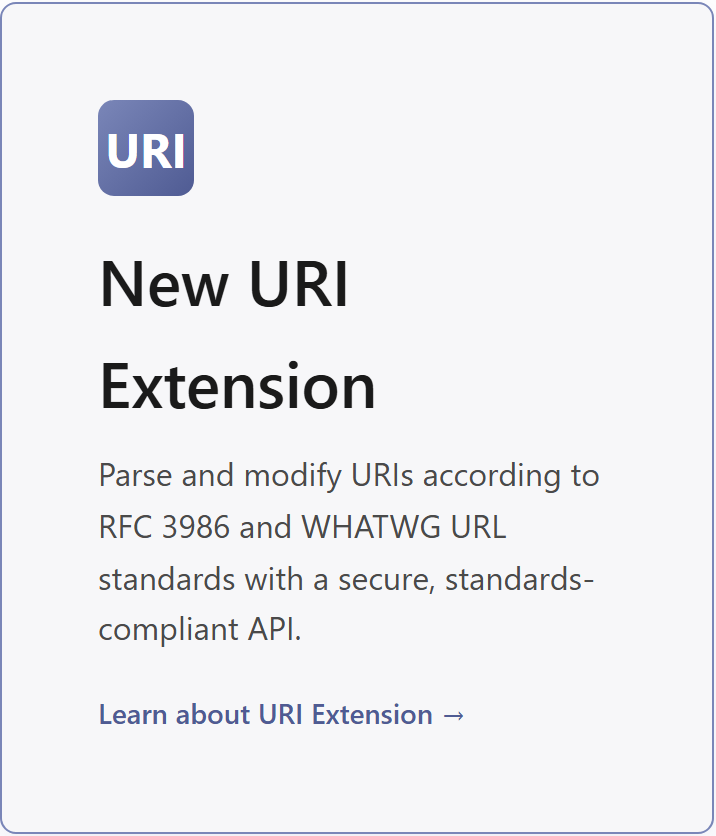 URI
New URI
Extension
Parse and modify URIs according to
RFC 3986 and WHATWG URL
standards with a secure, standards-
compliant API.
Learn about URI Extension →